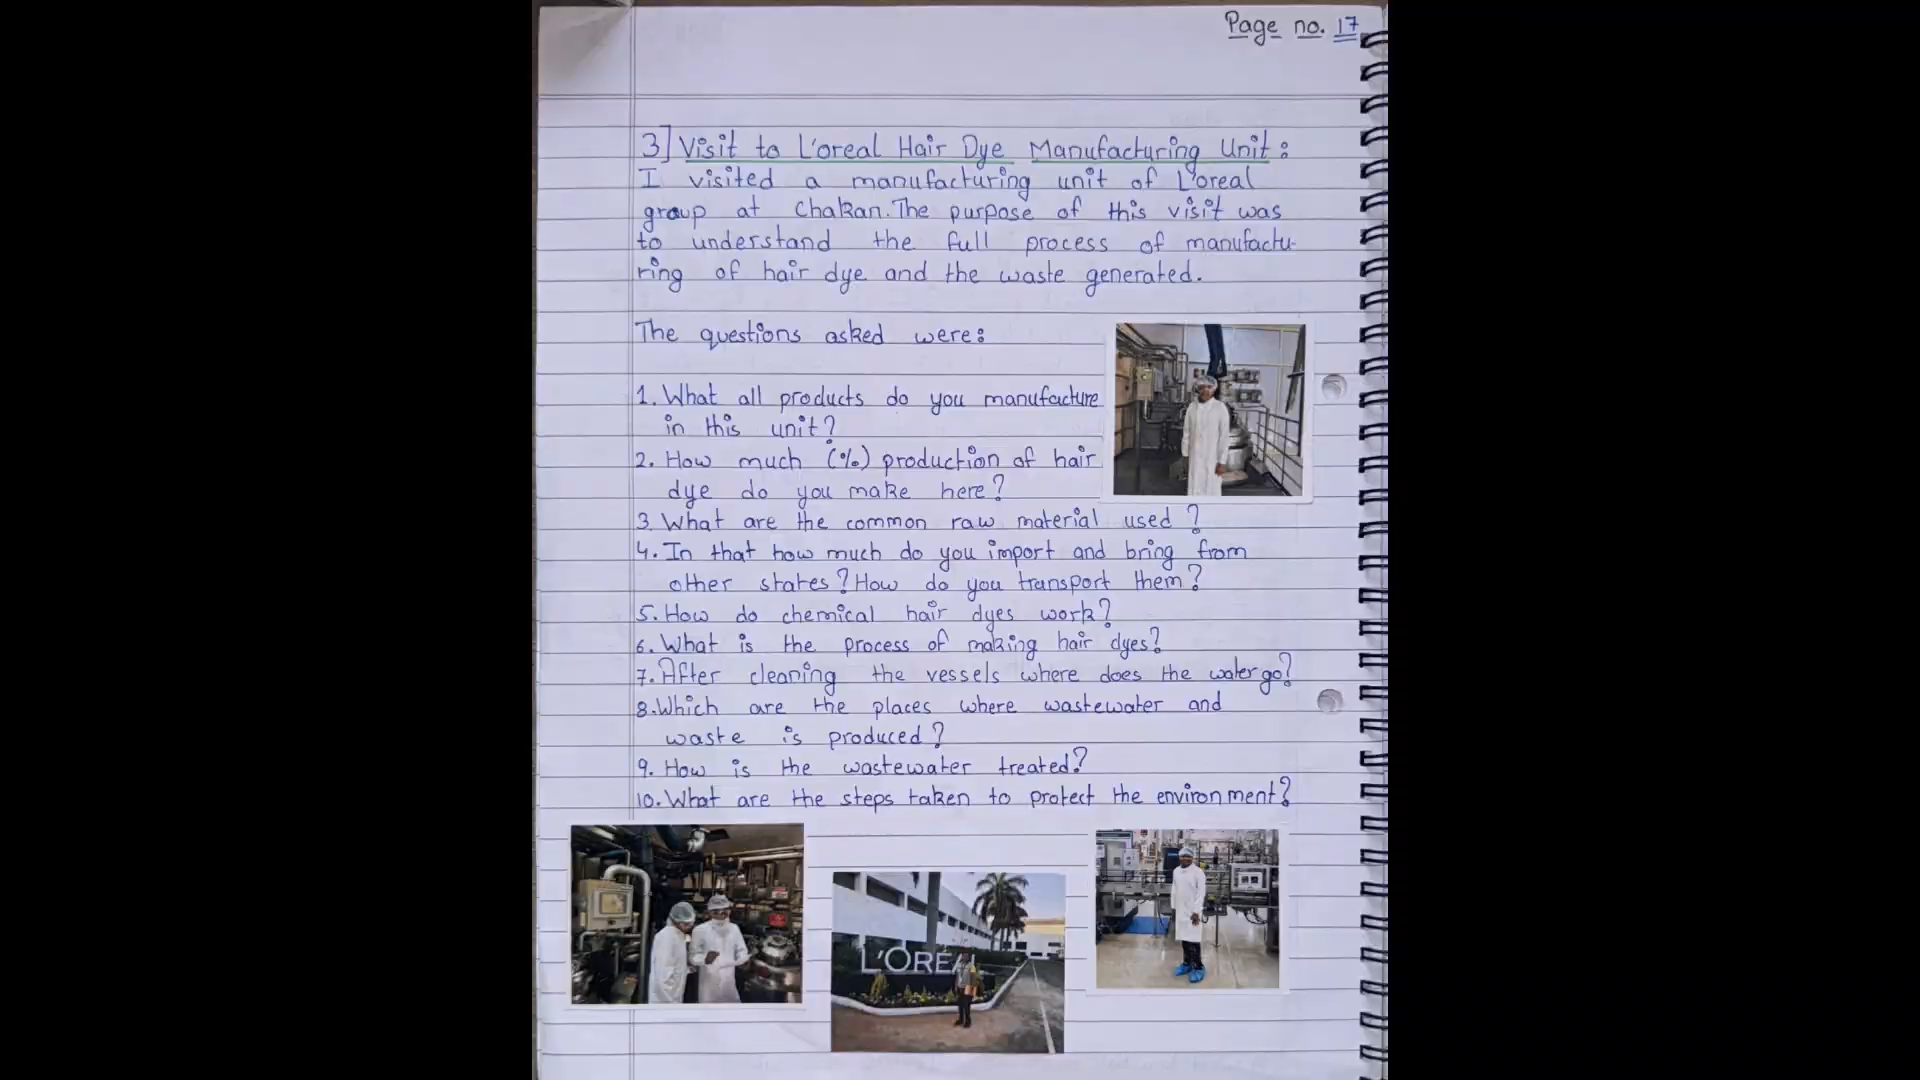 Page no. 17
3] Visit to L'oreal Hair Dye Manufacturing Unit:
I visited a manufacturing unit of L'oreal
group at Chakan. The purpose of this visit was
to understand the full process of manufactu-
ring of hair dye and the waste generated.
The questions asked were:
1. What all products do you manufacture
in this unit?
2. How much (%) production of hair
dye do you make here?
3. What are the common raw material used?
4. In that how much do you import and bring from
other states? How do you transport them?
5. How do chemical hair dyes work?
6. What is the process of making hair dyes?
7. After cleaning the vessels where does the water go?
8. Which are the places where wastewater and
waste is produced?
9. How is the wastewater treated?
10. What are the steps taken to protect the environment?
L'ORÉAL